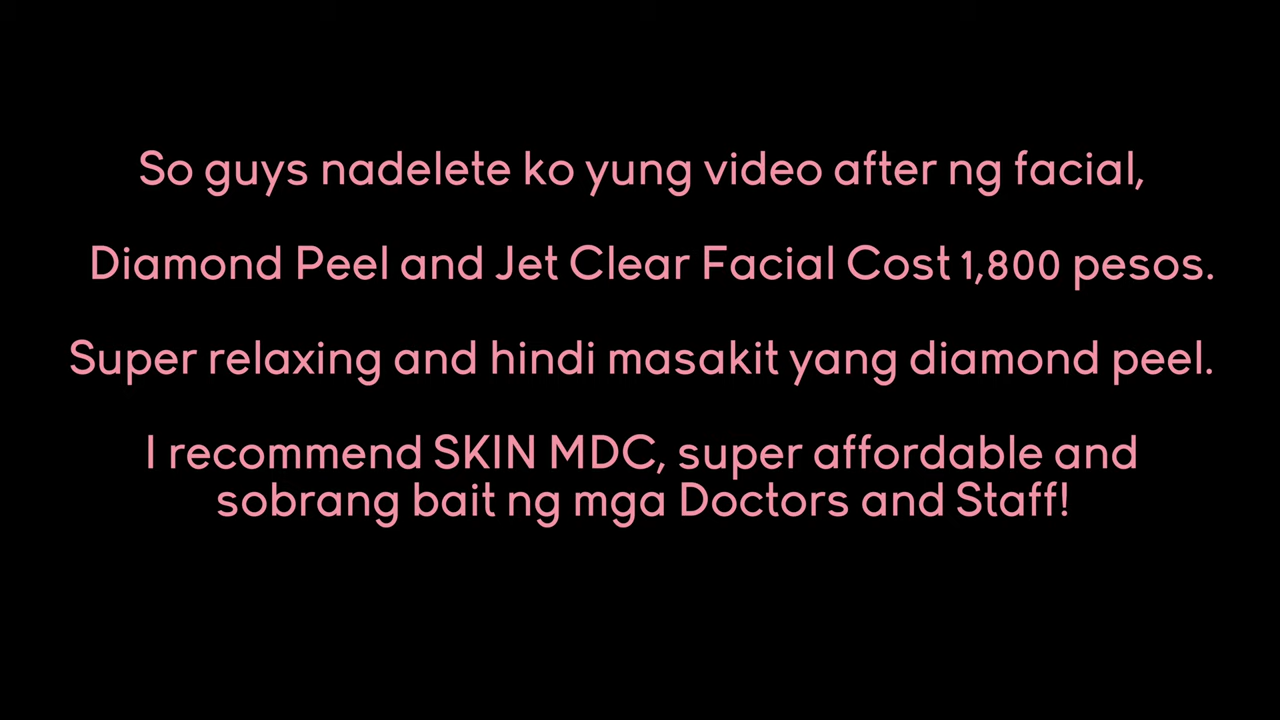 So guys nadelete ko yung video after ng facial,
Diamond Peel and Jet Clear Facial Cost 1,800 pesos.
Super relaxing and hindi masakit yang diamond peel.
I recommend SKIN MDC, super affordable and
sobrang bait ng mga Doctors and Staff!